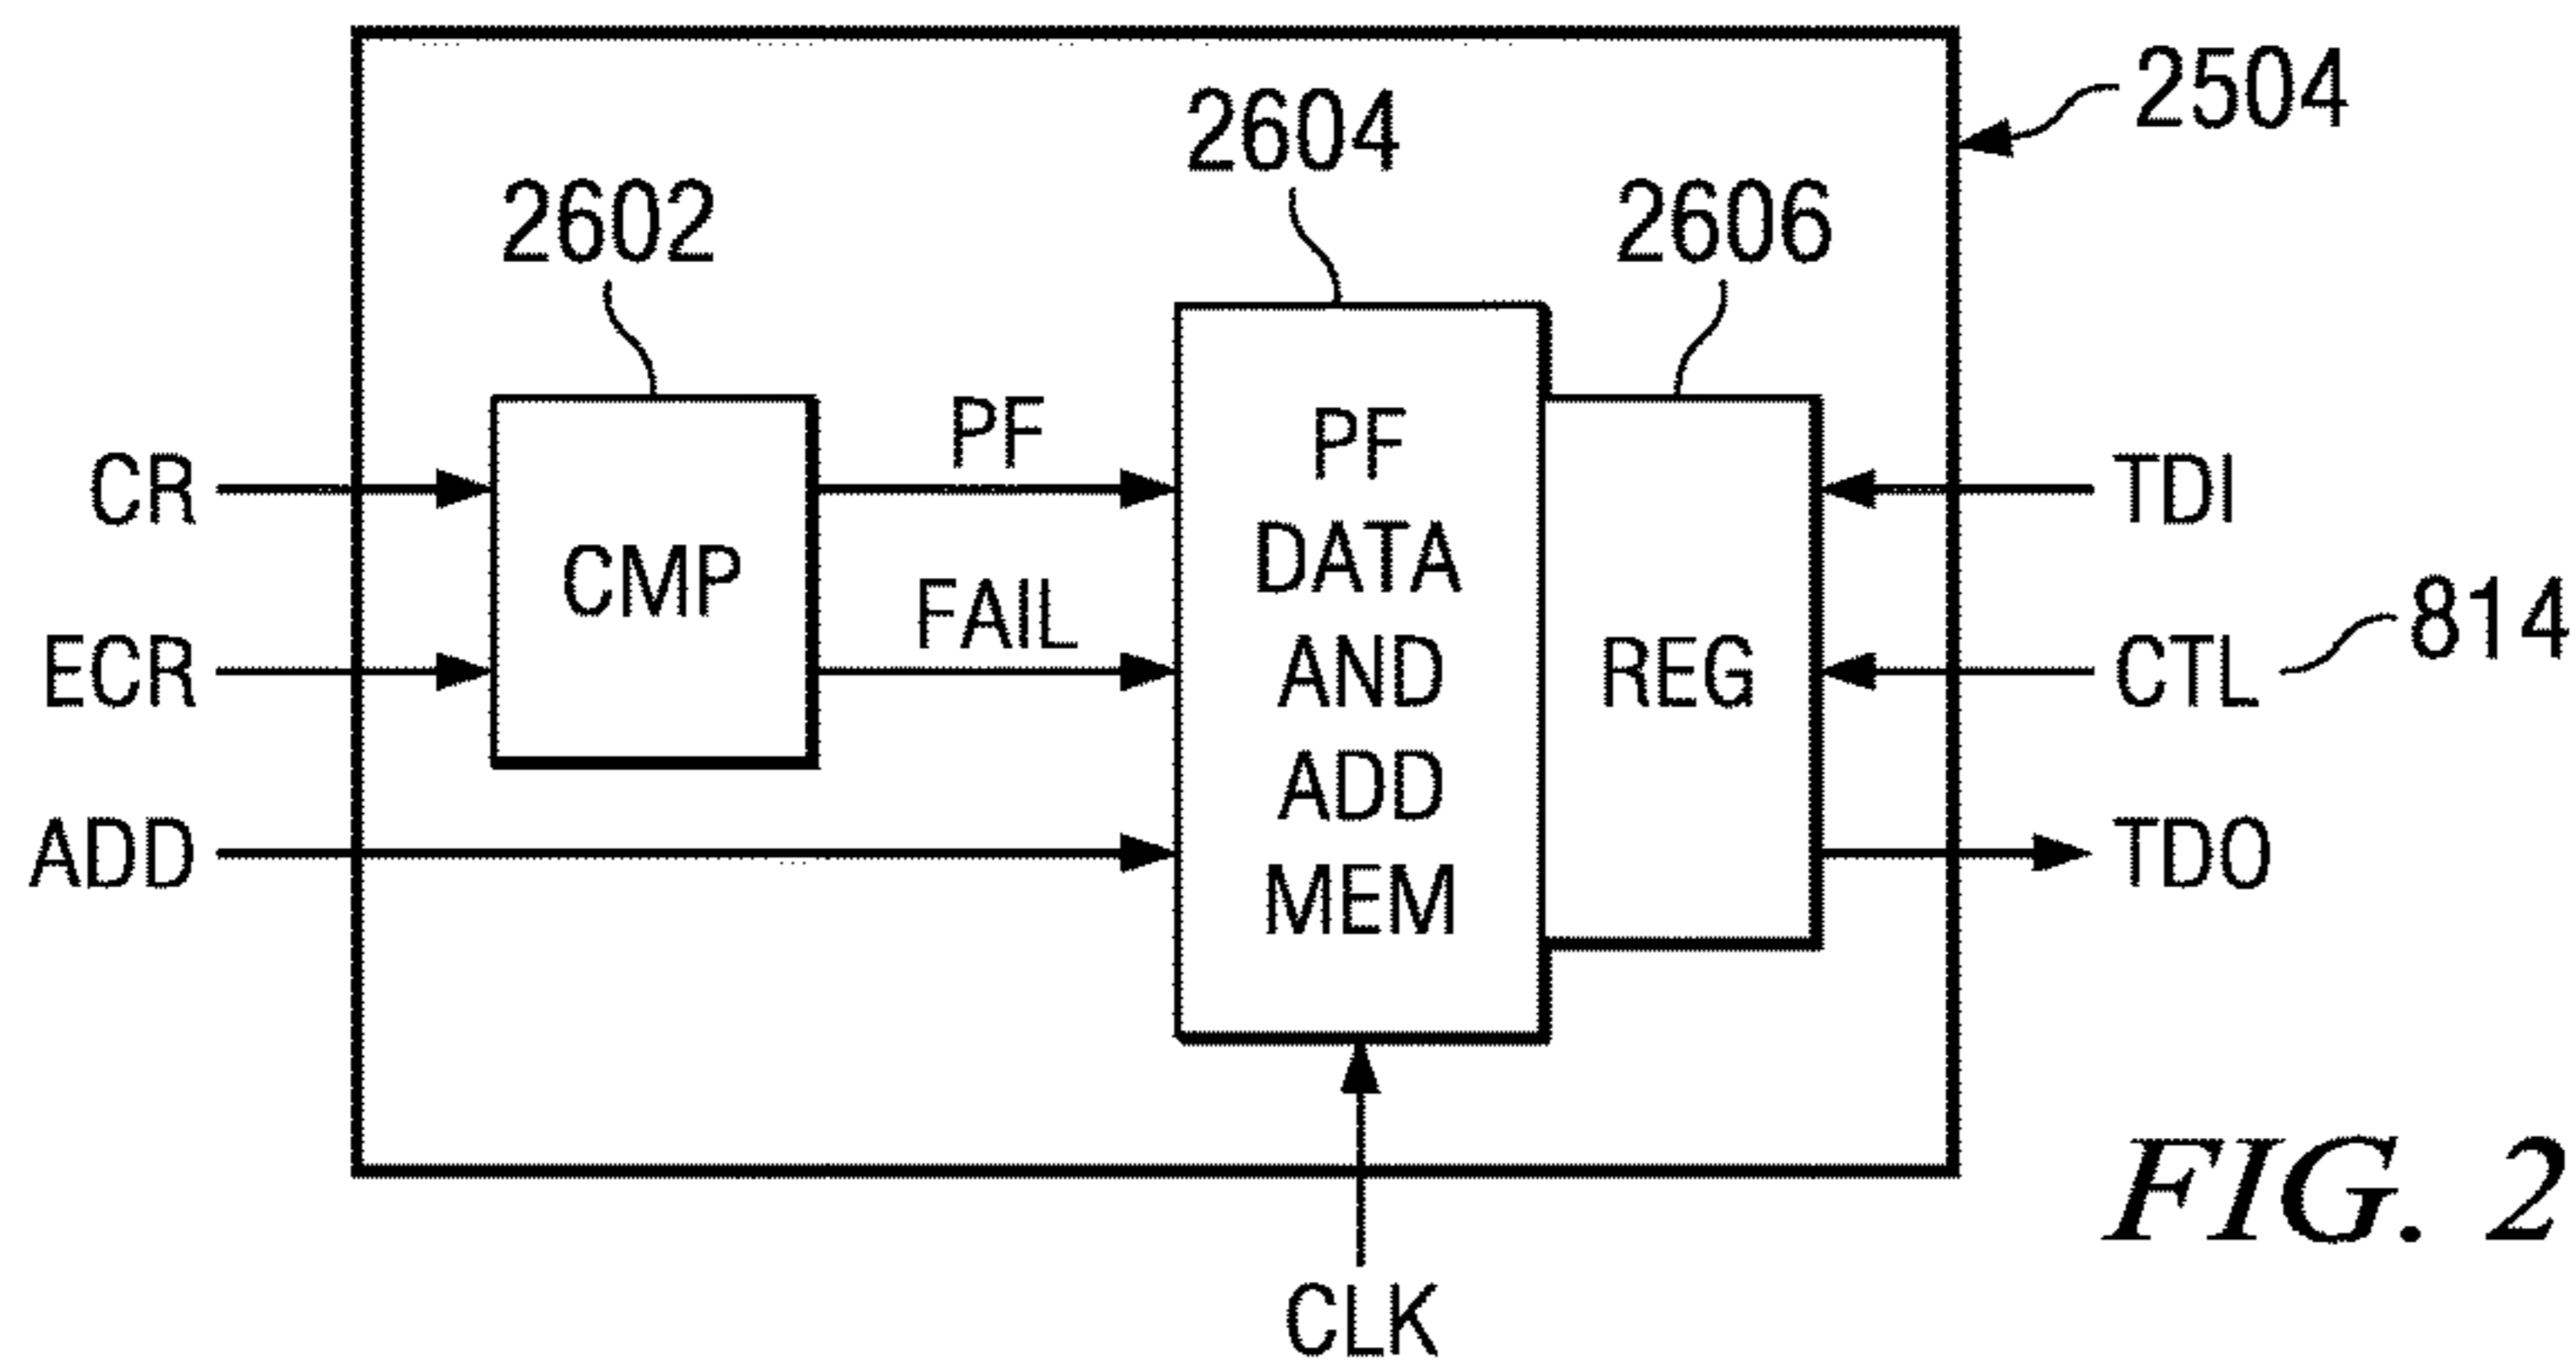 2504
2604
2602
2606
CR
ECR
ADD
CMP
PF
FAIL
PF
DATA
AND
ADD
MEM
REG
TDI
CTL
814
TDO
CLK
FIG. 2